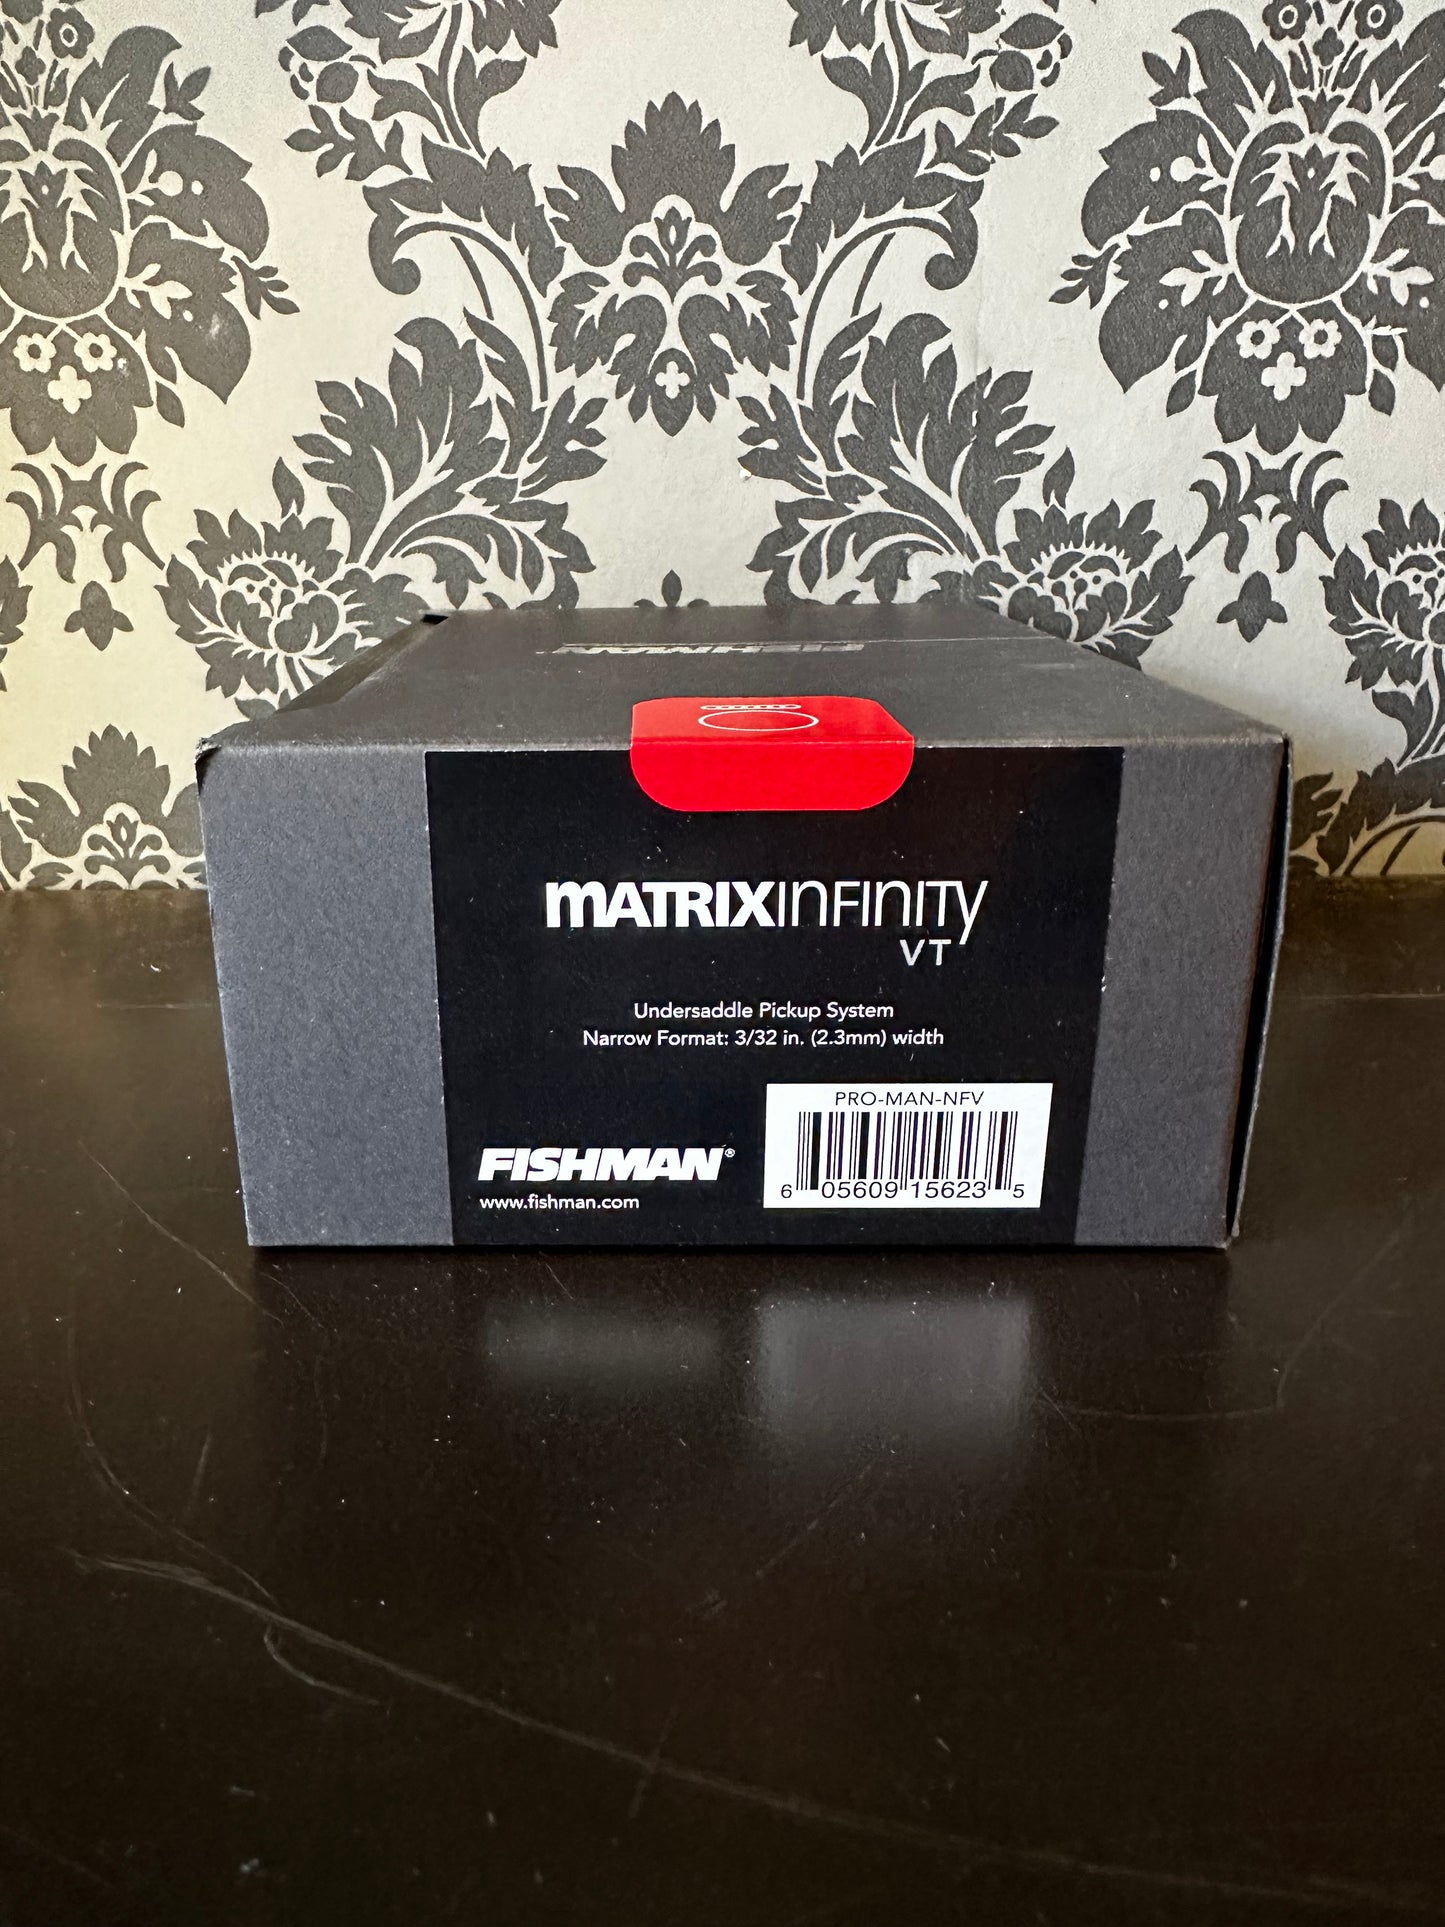 FISHMAN
mATRIXInFInITy
VT
Undersaddle Pickup System
Narrow Format: 3/32 in. (2.3mm) width
PRO-MAN-NFV
6 05609 15623 5
FISHMAN®
www.fishman.com